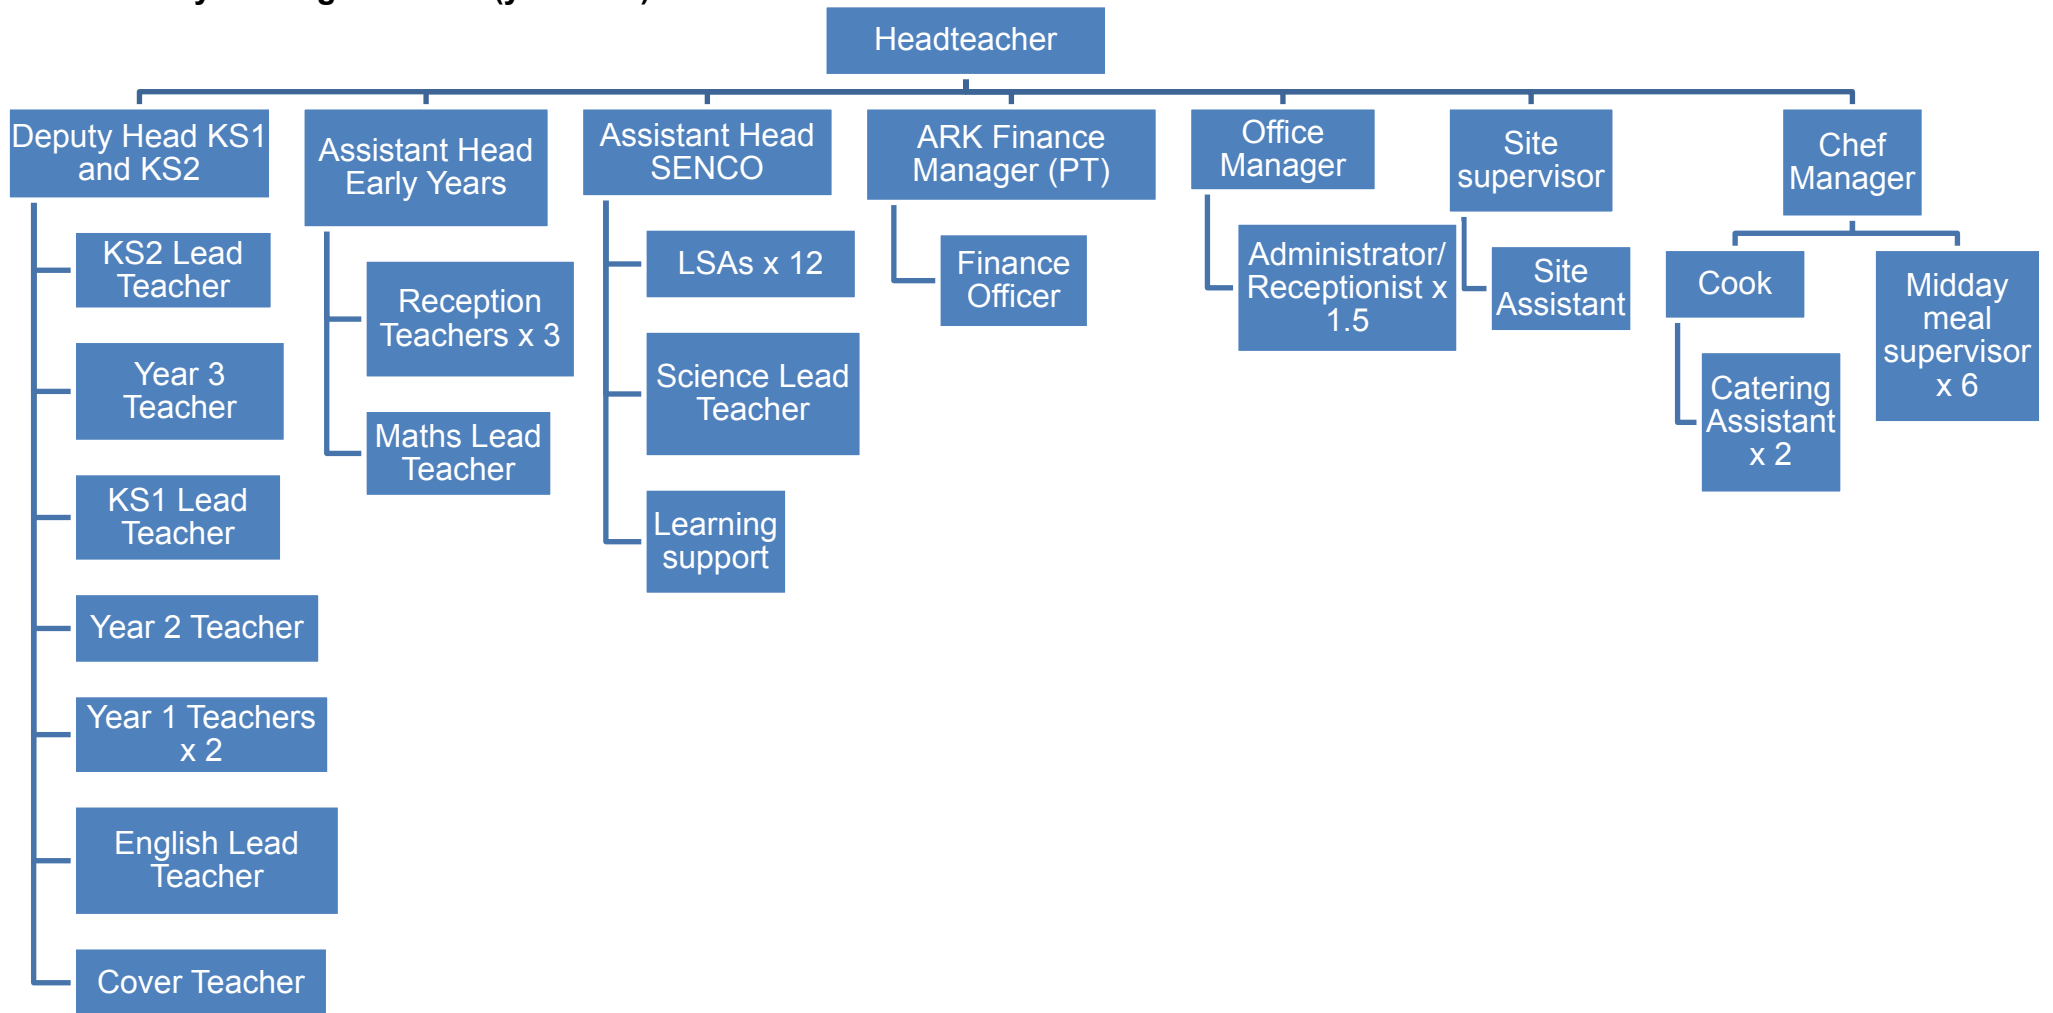 Headteacher
Deputy Head KS1
and KS2
KS2 Lead
Teacher
Year 3
Teacher
KS1 Lead
Teacher
Year 2 Teacher
Year 1 Teachers
x 2
English Lead
Teacher
Cover Teacher
Assistant Head
Early Years
Reception
Teachers x 3
Maths Lead
Teacher
Assistant Head
SENCO
LSAs x 12
Science Lead
Teacher
Learning
support
ARK Finance
Manager (PT)
Finance
Officer
Office
Manager
Administrator/
Receptionist x
1.5
Site
supervisor
Site
Assistant
Chef
Manager
Cook
Catering
Assistant
x 2
Midday
meal
supervisor
x 6